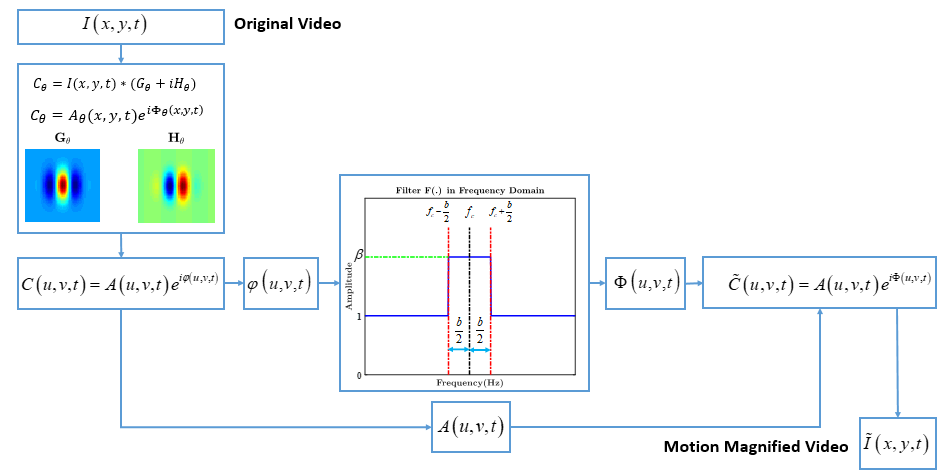 I(x,y,t)
Original Video
C_θ = I(x,y,t) * (G_θ + iH_θ)
C_θ = A_θ(x,y,t)e^{iΦ_θ(x,y,t)}
G_θ
H_θ
C(u,v,t) = A(u,v,t)e^{iφ(u,v,t)}
φ(u,v,t)
Filter F(.) in Frequency Domain
f_c - b/2
f_c
f_c + b/2
β
Amplitude
1
b/2
b/2
0
Frequency(Hz)
Φ(u,v,t)
C̃(u,v,t) = A(u,v,t)e^{iΦ(u,v,t)}
A(u,v,t)
Motion Magnified Video
Ĩ(x,y,t)